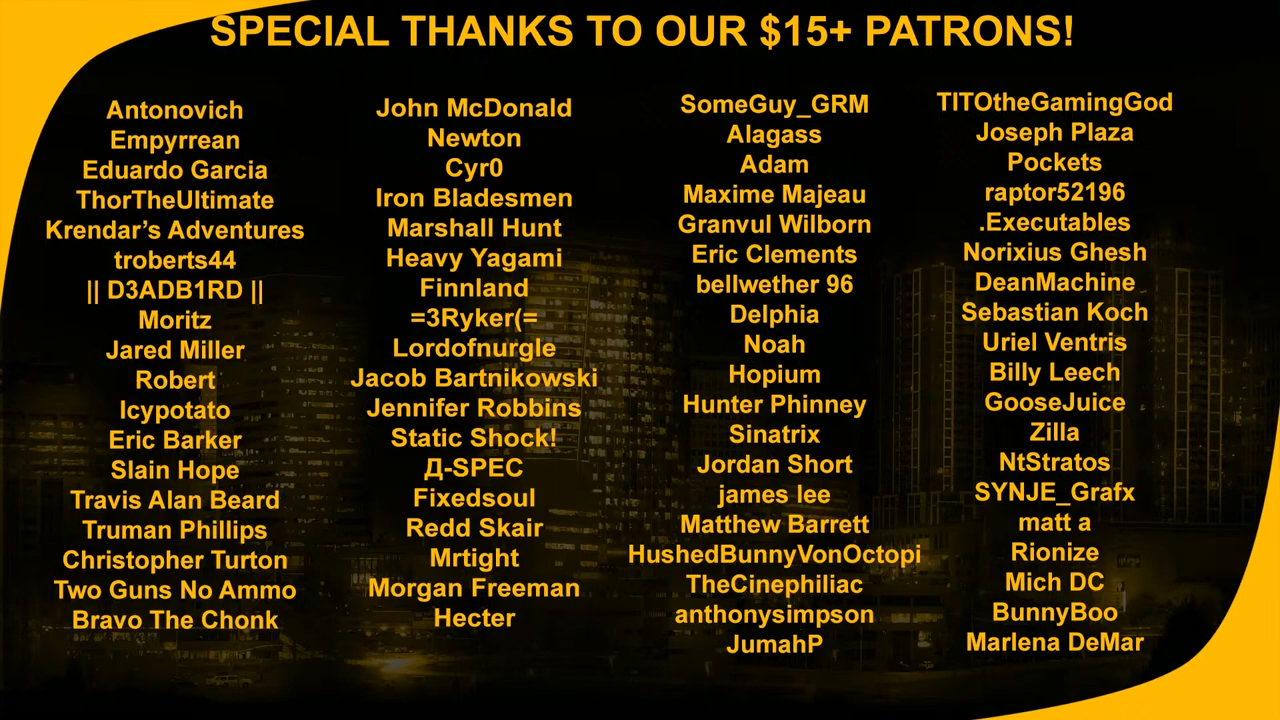 SPECIAL THANKS TO OUR $15+ PATRONS!
Antonovich
Empyrrean
Eduardo Garcia
ThorTheUltimate
Krendar’s Adventures
troberts44
|| D3ADB1RD ||
Moritz
Jared Miller
Robert
Icypotato
Eric Barker
Slain Hope
Travis Alan Beard
Truman Phillips
Christopher Turton
Two Guns No Ammo
Bravo The Chonk
John McDonald
Newton
Cyr0
Iron Bladesmen
Marshall Hunt
Heavy Yagami
Finnland
=3Ryker(=
Lordofnurgle
Jacob Bartnikowski
Jennifer Robbins
Static Shock!
Д-SPEC
Fixedsoul
Redd Skair
Mrtight
Morgan Freeman
Hecter
SomeGuy_GRM
Alagass
Adam
Maxime Majeau
Granvul Wilborn
Eric Clements
bellwether 96
Delphia
Noah
Hopium
Hunter Phinney
Sinatrix
Jordan Short
james lee
Matthew Barrett
HushedBunnyVonOctopi
TheCinephiliac
anthonysimpson
JumahP
TITOtheGamingGod
Joseph Plaza
Pockets
raptor52196
.Executables
Norixius Ghesh
DeanMachine
Sebastian Koch
Uriel Ventris
Billy Leech
GooseJuice
Zilla
NtStratos
SYNJE_Grafx
matt a
Rionize
Mich DC
BunnyBoo
Marlena DeMar